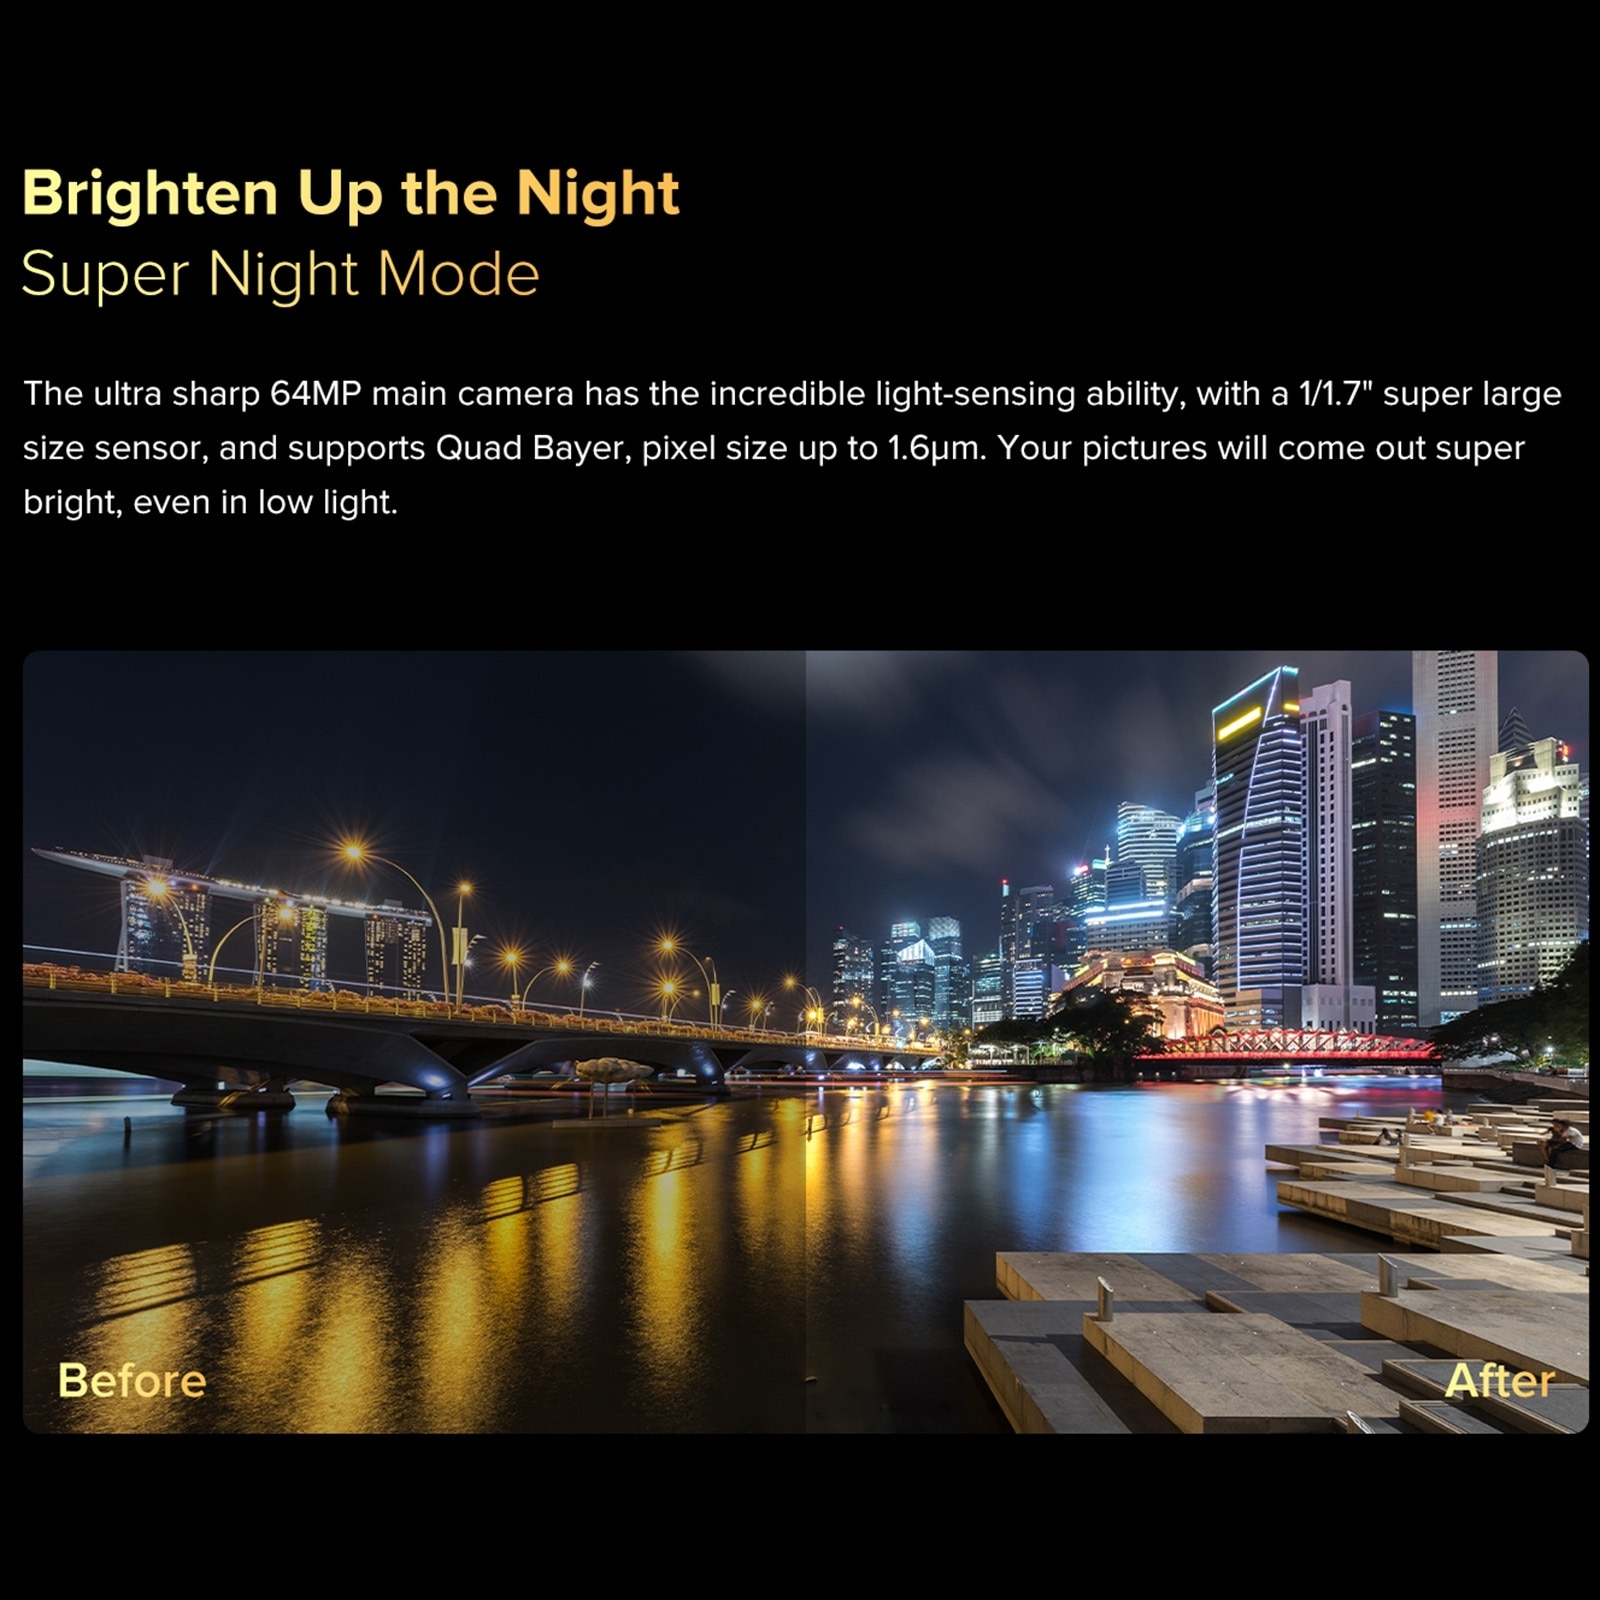 Brighten Up the Night
Super Night Mode
The ultra sharp 64MP main camera has the incredible light-sensing ability, with a 1/1.7" super large
size sensor, and supports Quad Bayer, pixel size up to 1.6μm. Your pictures will come out super
bright, even in low light.
Before
After